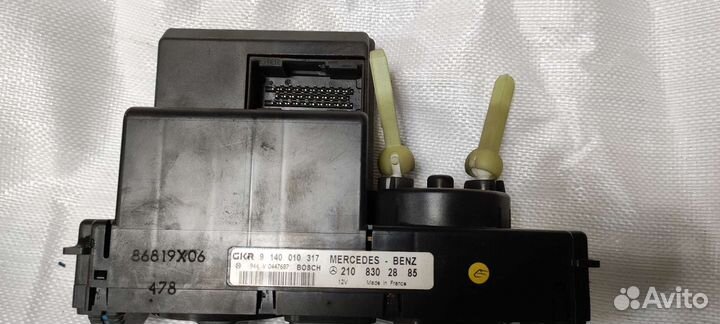 86819X06
478
GKR 9 140 010 317 MERCEDES - BENZ
0447687 BOSCH 210 830 28 85
12V Made in France
Avito